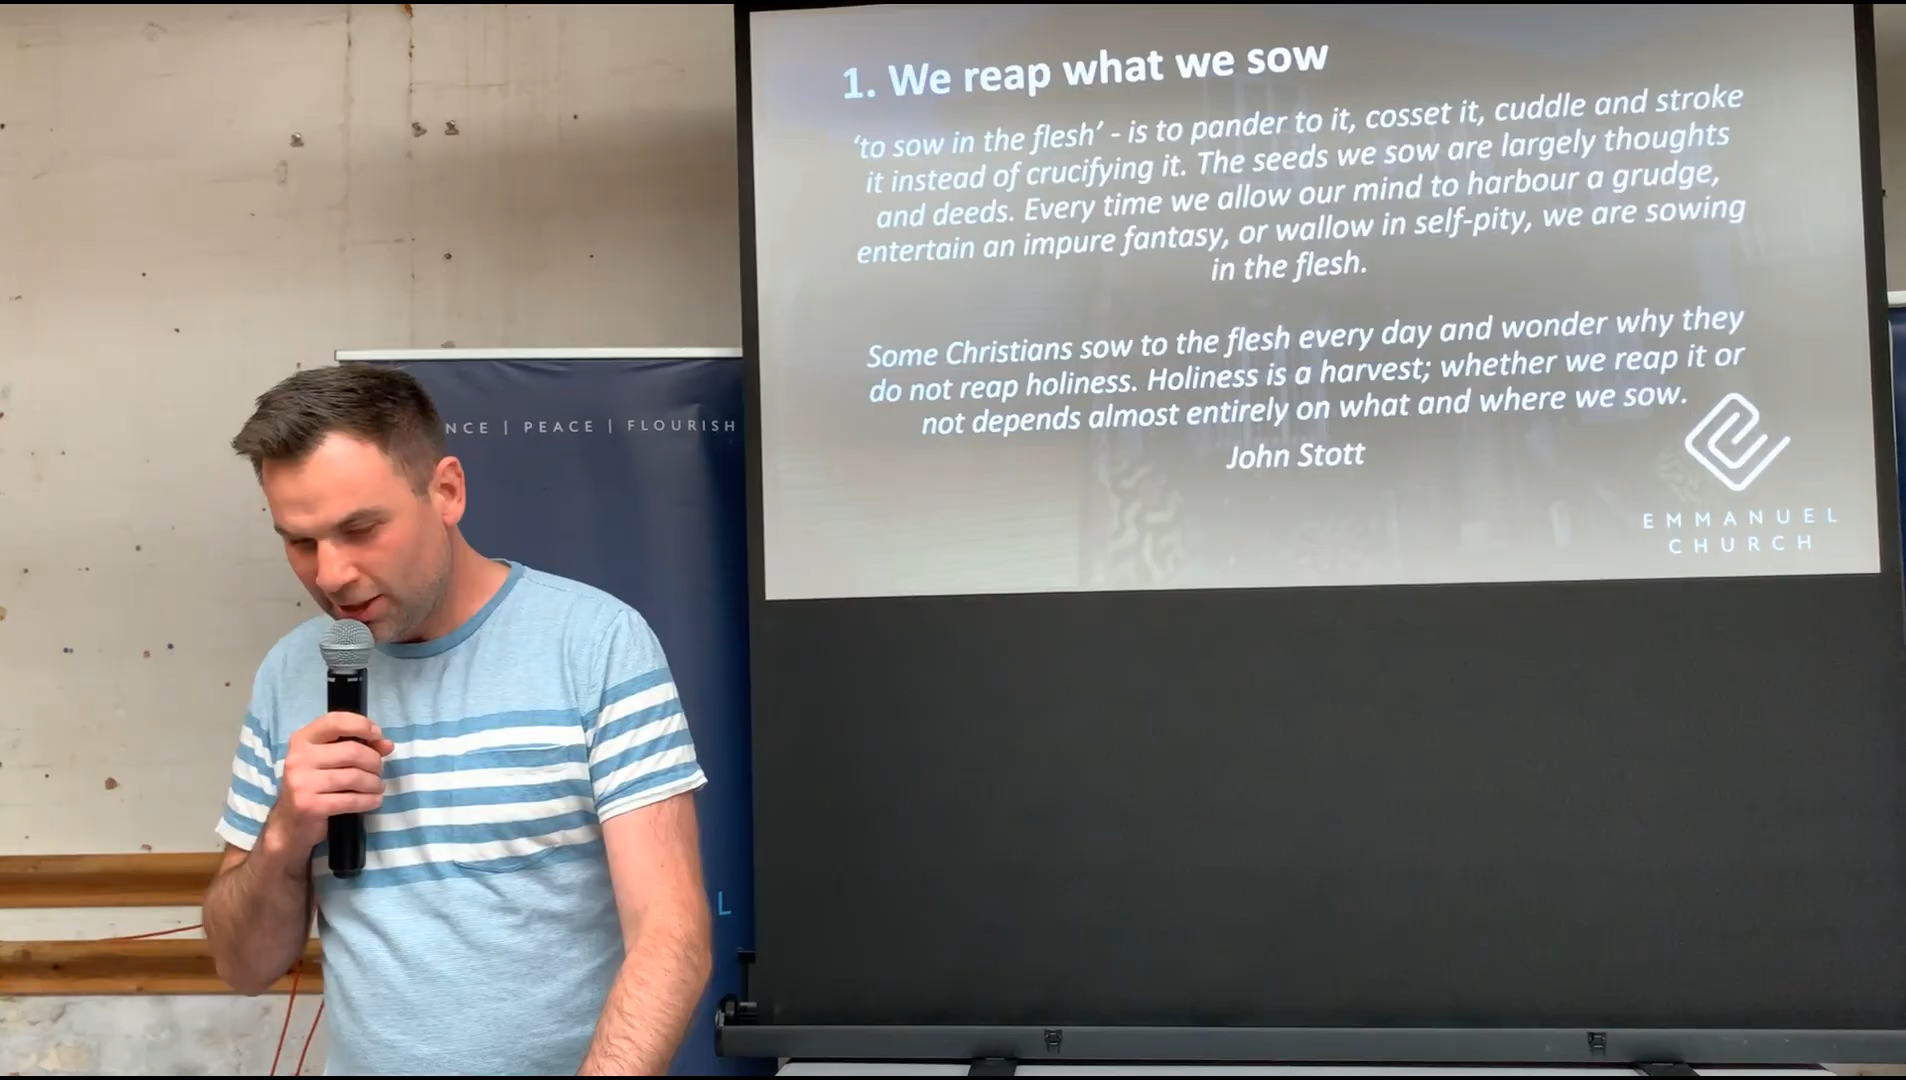 1. We reap what we sow
‘to sow in the flesh’ - is to pander to it, cosset it, cuddle and stroke
it instead of crucifying it. The seeds we sow are largely thoughts
and deeds. Every time we allow our mind to harbour a grudge,
entertain an impure fantasy, or wallow in self-pity, we are sowing
in the flesh.
Some Christians sow to the flesh every day and wonder why they
do not reap holiness. Holiness is a harvest; whether we reap it or
not depends almost entirely on what and where we sow.
John Stott
EMMANUEL
CHURCH
NCE | PEACE | FLOURISH
L